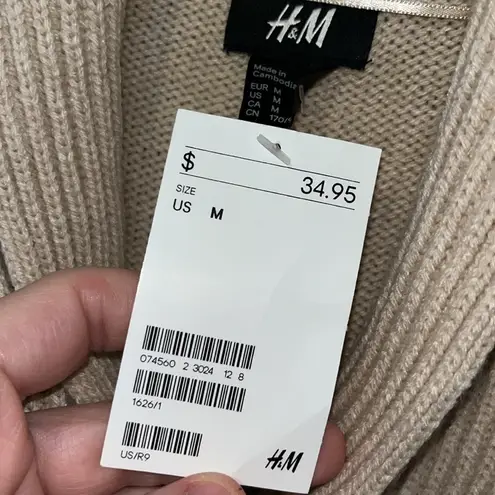 H&M
Made in
Cambodia
EUR M
US M
CA M
CN 170/
$ 34.95
SIZE
US M
074560 2 3024 12 8
1626/1
US/R9
H&M